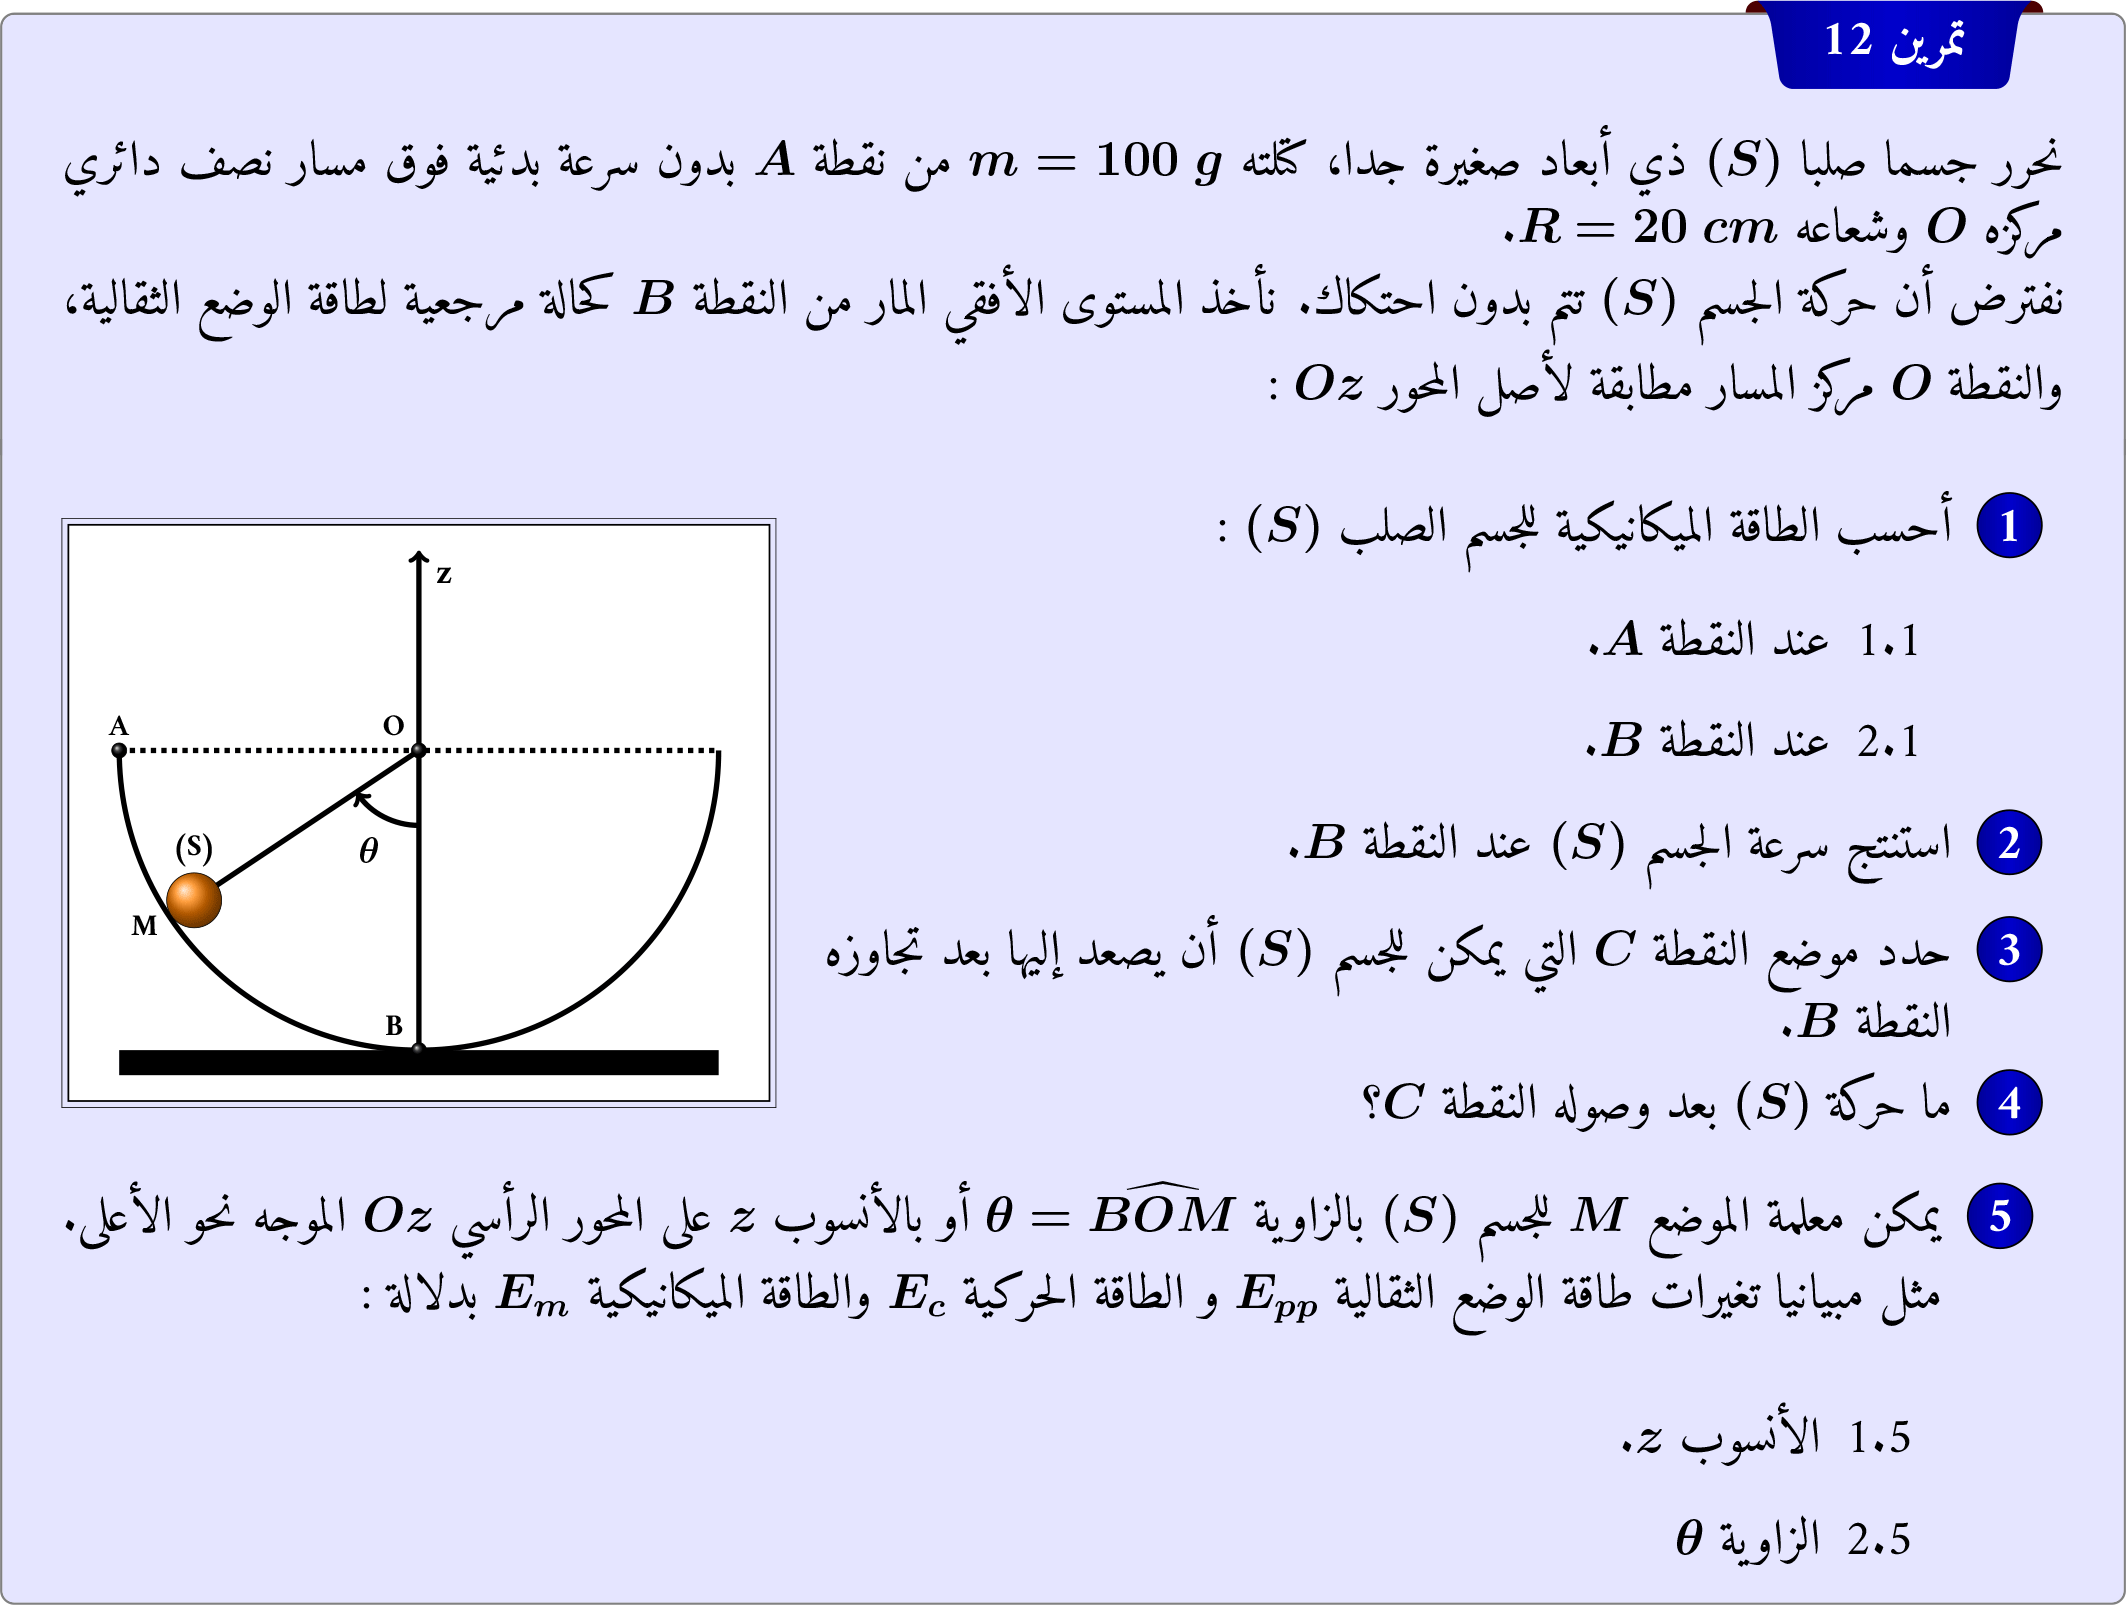 تمرين 12
نحرر جسما صلبا (S) ذي أبعاد صغيرة جدا، كتلته m = 100 g من نقطة A بدون سرعة بدئية فوق مسار نصف دائري
مركزه O وشعاعه R = 20 cm.
نفترض أن حركة الجسم (S) تتم بدون احتكاك. نأخذ المستوى الأفقي المار من النقطة B كحالة مرجعية لطاقة الوضع الثقالية،
والنقطة O مركز المسار مطابقة لأصل المحور Oz :
1 أحسب الطاقة الميكانيكية للجسم الصلب (S) :
1.1 عند النقطة A.
2.1 عند النقطة B.
2 استنتج سرعة الجسم (S) عند النقطة B.
3 حدد موضع النقطة C التي يمكن للجسم (S) أن يصعد إليها بعد تجاوزه
النقطة B.
4 ما حركة (S) بعد وصوله النقطة C؟
z
A
O
θ
(S)
M
B
5 يمكن معلمة الموضع M للجسم (S) بالزاوية θ = \widehat{BOM} أو بالأنسوب z على المحور الرأسي Oz الموجه نحو الأعلى.
مثل مبيانيا تغيرات طاقة الوضع الثقالية E_{pp} و الطاقة الحركية E_c والطاقة الميكانيكية E_m بدلالة :
1.5 الأنسوب z.
2.5 الزاوية θ